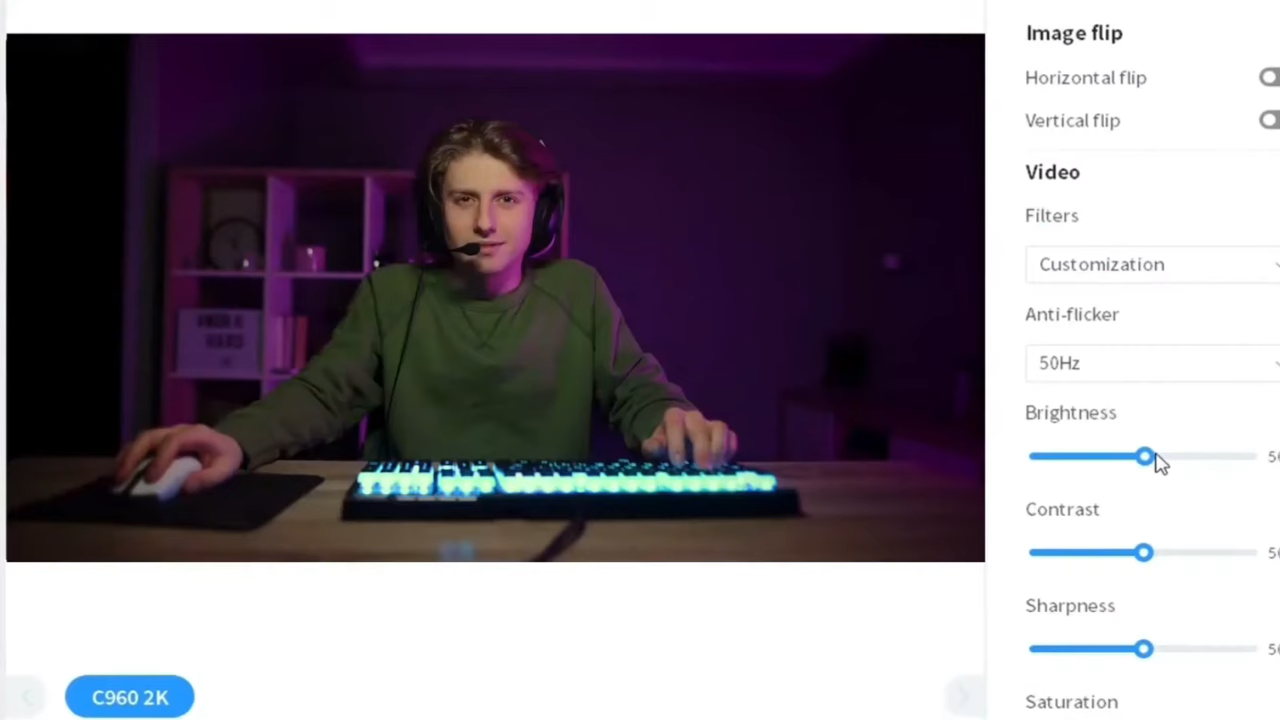 Image flip
Horizontal flip
Vertical flip
Video
Filters
Customization
Anti-flicker
50Hz
Brightness
Contrast
Sharpness
Saturation
C960 2K